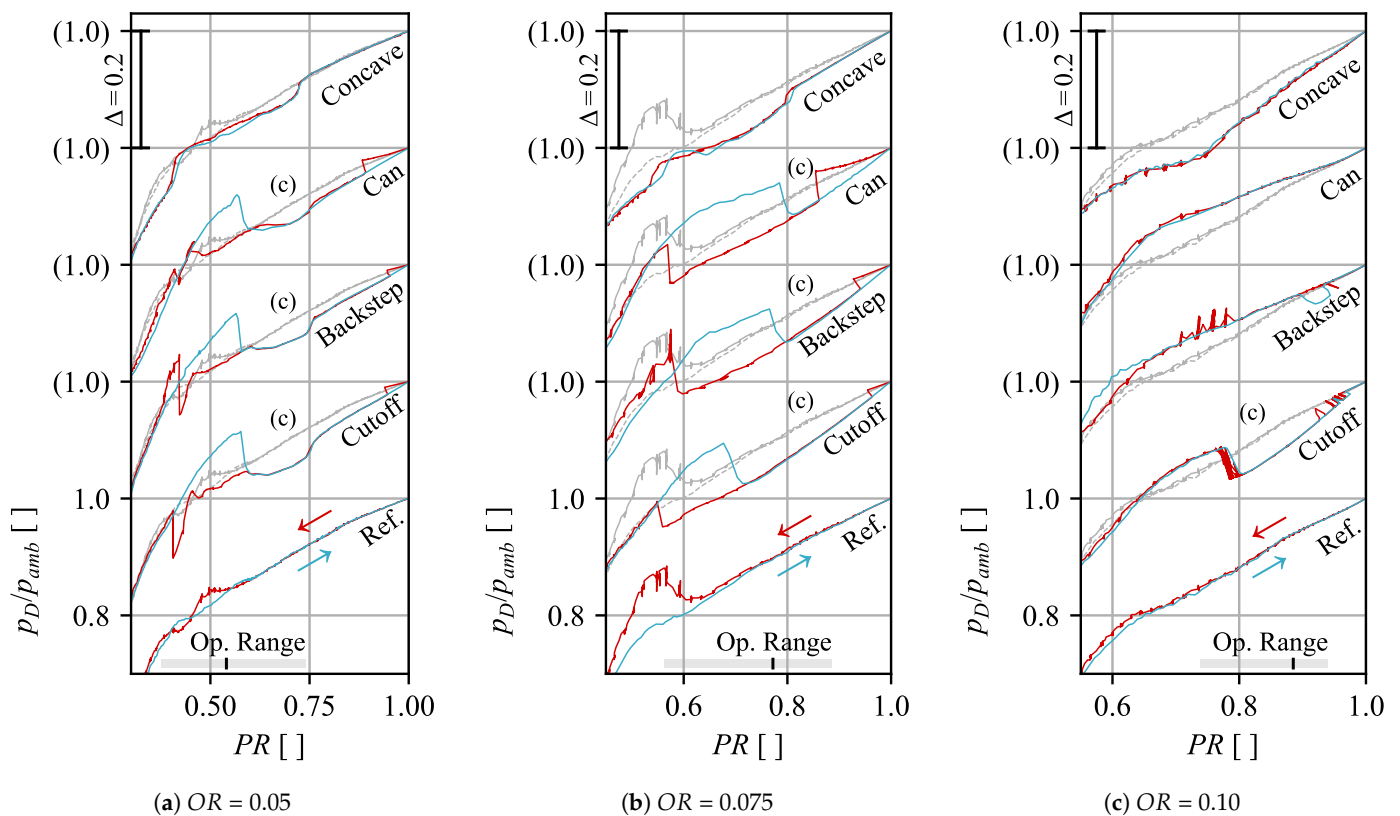 (1.0)
(1.0)
(1.0)
(1.0)
1.0
0.8
Δ = 0.2
Concave
(c)
Can
(c)
Backstep
(c)
Cutoff
Ref.
Op. Range
p_D/p_amb [ ]
0.50 0.75 1.00
PR [ ]
(a) OR = 0.05
(1.0)
(1.0)
(1.0)
(1.0)
1.0
0.8
Δ = 0.2
Concave
(c)
Can
(c)
Backstep
(c)
Cutoff
Ref.
Op. Range
p_D/p_amb [ ]
0.6 0.8 1.0
PR [ ]
(b) OR = 0.075
(1.0)
(1.0)
(1.0)
(1.0)
1.0
0.8
Δ = 0.2
Concave
Can
Backstep
(c)
Cutoff
Ref.
Op. Range
p_D/p_amb [ ]
0.6 0.8 1.0
PR [ ]
(c) OR = 0.10